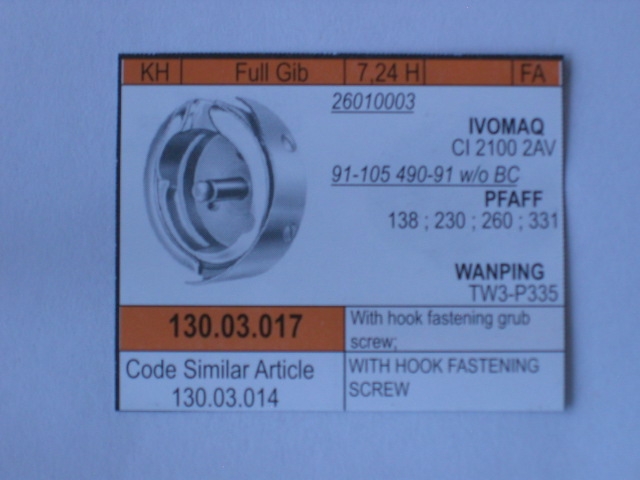 KH Full Gib 7,24 H FA
26010003
IVOMAQ
CI 2100 2AV
91-105 490-91 w/o BC
PFAFF
138 ; 230 ; 260 ; 331
WANPING
TW3-P335
130.03.017
With hook fastening grub
screw;
Code Similar Article
130.03.014
WITH HOOK FASTENING
SCREW